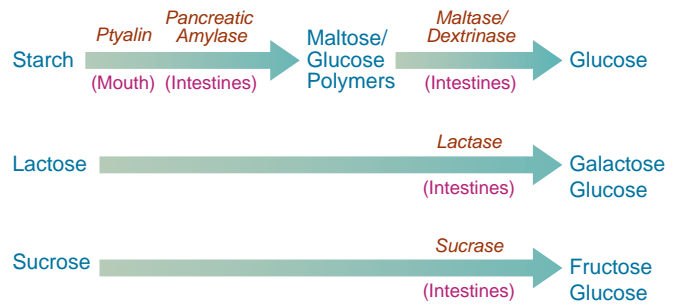 Ptyalin
Pancreatic
Amylase
Maltase/
Dextrinase
Starch
Maltose/
Glucose
Polymers
Glucose
(Mouth) (Intestines)
(Intestines)
Lactase
Lactose
Galactose
Glucose
(Intestines)
Sucrase
Sucrose
Fructose
Glucose
(Intestines)